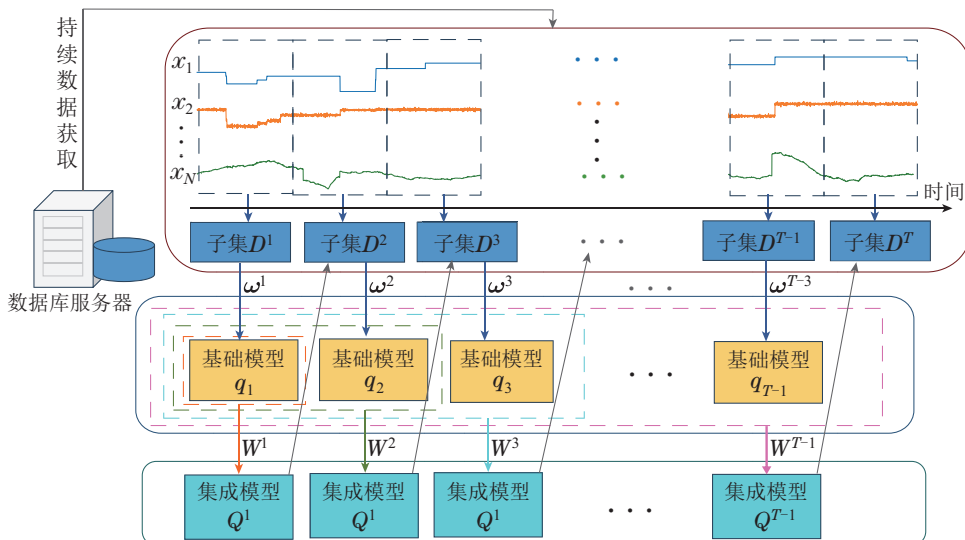 持续数据获取
x₁
x₂
x_N
时间
数据库服务器
子集D¹
子集D²
子集D³
子集Dᵀ⁻¹
子集Dᵀ
ω¹
ω²
ω³
ωᵀ⁻³
基础模型
q₁
基础模型
q₂
基础模型
q₃
基础模型
q_{T-1}
W¹
W²
W³
Wᵀ⁻¹
集成模型
Q¹
集成模型
Q¹
集成模型
Q¹
集成模型
Qᵀ⁻¹